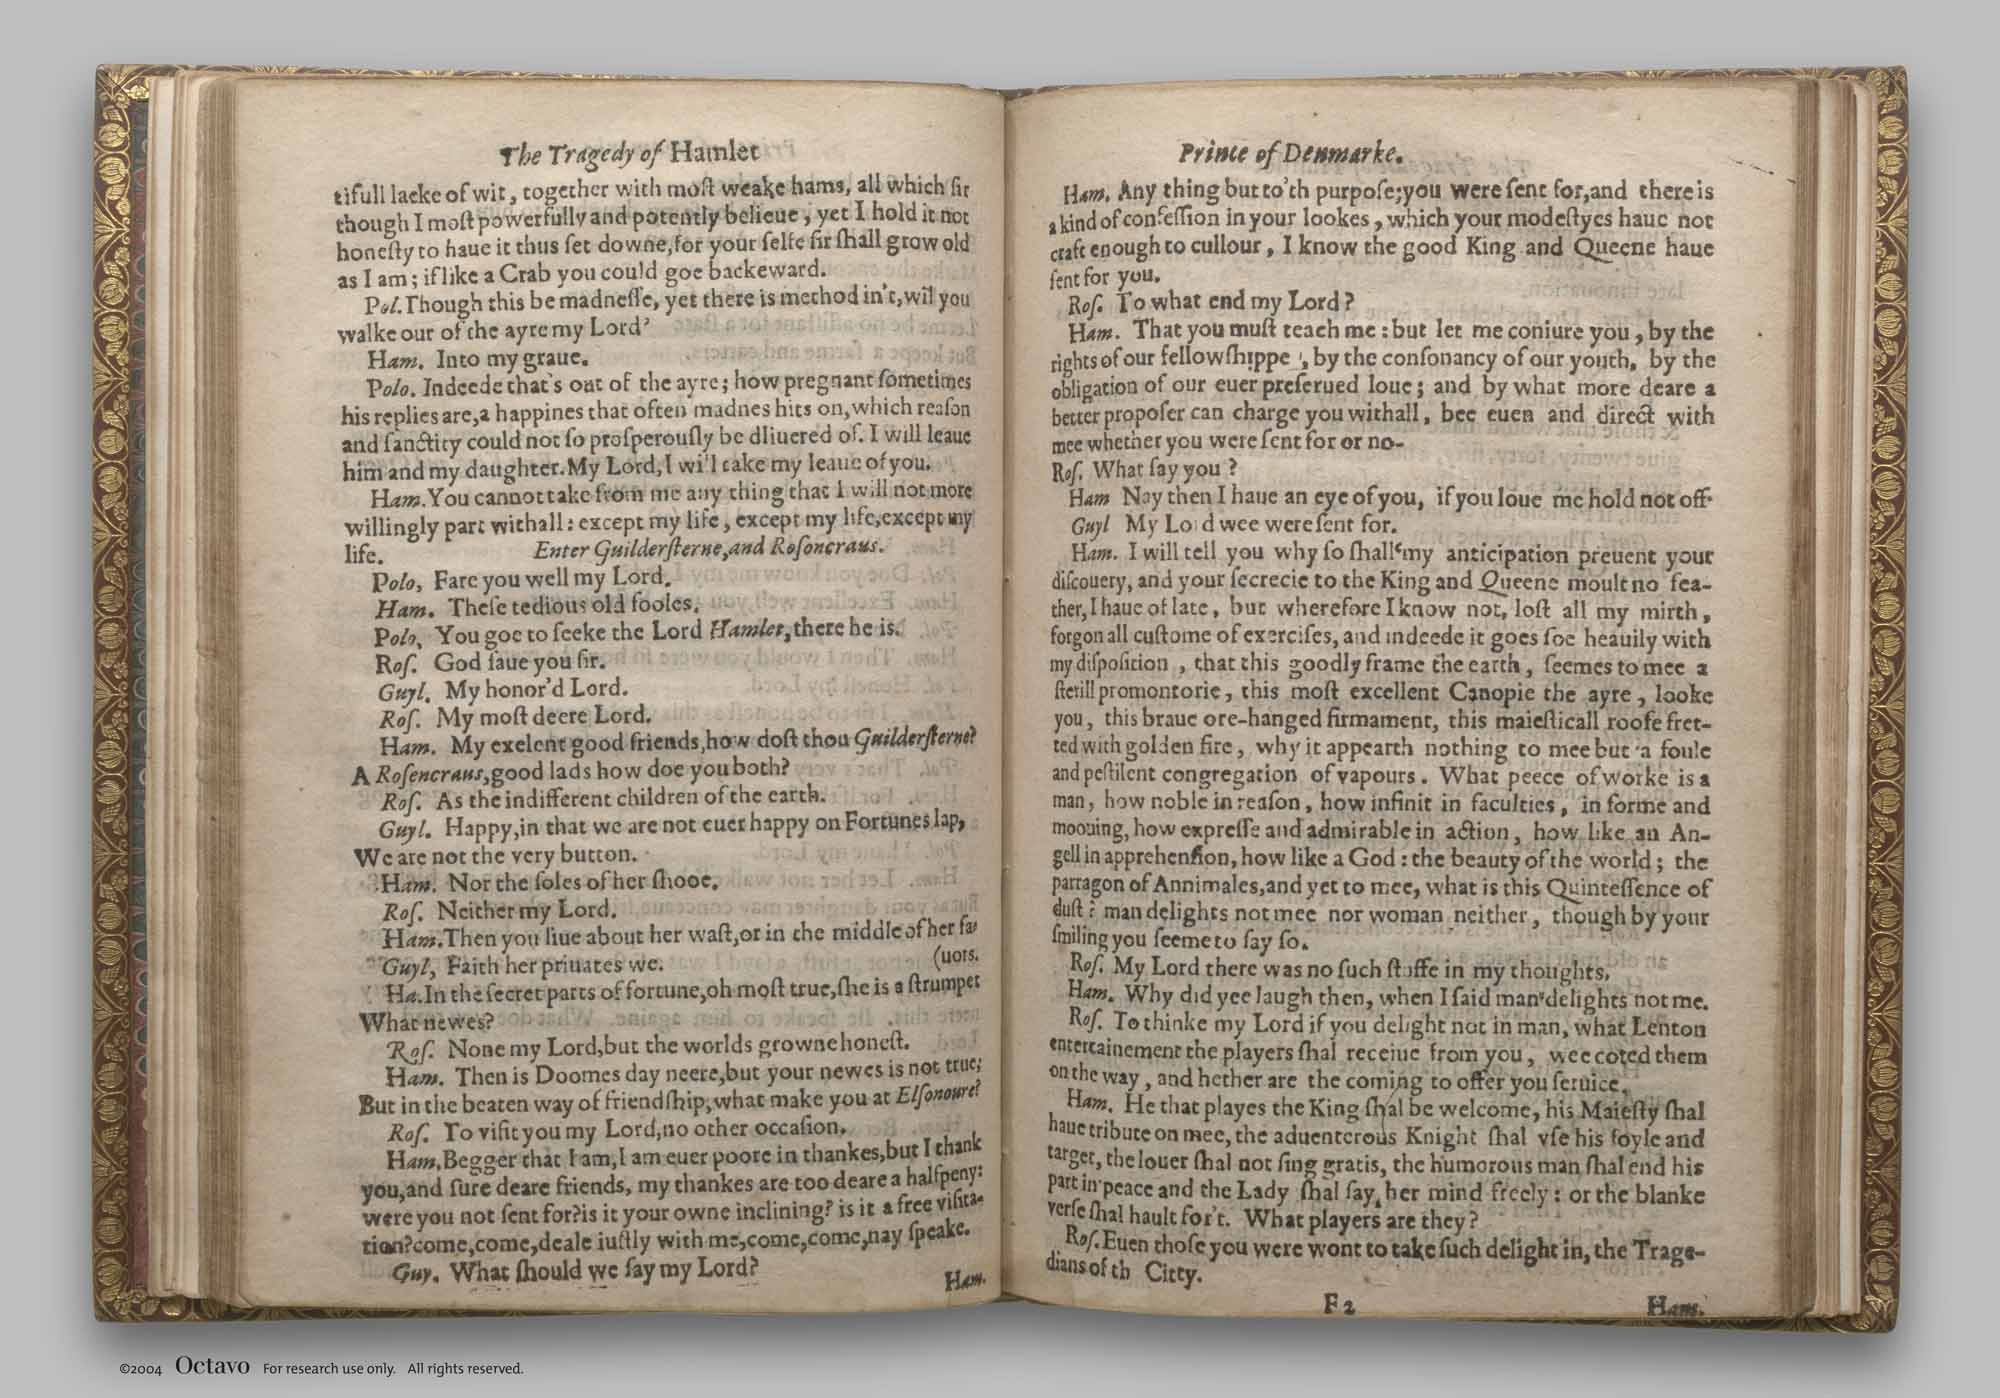 The Tragedy of Hamlet
tifull lacke of wit, together with moſt weake hams, all which ſir
though I moſt powerfully and potently belieue, yet I hold it not
honeſty to haue it thus ſet downe, for your ſelfe ſir ſhall grow old
as I am; if like a Crab you could goe backeward.
Pol. Though this be madneſſe, yet there is method in't, wil you
walke our of the ayre my Lord?
Ham. Into my graue.
Polo. Indeede that's out of the ayre; how pregnant ſometimes
his replies are, a happines that often madnes hits on, which reaſon
and ſanctity could not ſo proſperouſly be dliuered of. I will leaue
him and my daughter. My Lord, I wi'l take my leaue of you.
Ham. You cannot take from me any thing that I will not more
willingly part withall: except my life, except my life, except my
life. Enter Guilderſterne, and Roſoncraus.
Polo, Fare you well my Lord.
Ham. Theſe tedious old fooles.
Polo, You goe to ſeeke the Lord Hamlet, there he is.
Roſ. God ſaue you ſir.
Guyl. My honor'd Lord.
Roſ. My moſt deere Lord.
Ham. My exelent good friends, how doſt thou Guilderſterne?
A Roſencraus, good lads how doe you both?
Roſ. As the indifferent children of the earth.
Guyl. Happy, in that we are not euer happy on Fortunes lap,
We are not the very button.
Ham. Nor the ſoles of her ſhooe.
Roſ. Neither my Lord.
Ham. Then you liue about her waſt, or in the middle of her fa-
(uors.
Guyl, Faith her priuates we.
Ha. In the ſecret parts of fortune, oh moſt true, ſhe is a ſtrumpet
What newes?
Roſ. None my Lord, but the worlds growne honeſt.
Ham. Then is Doomes day neere, but your newes is not true;
But in the beaten way of friendſhip, what make you at Elſonoure?
Roſ. To viſit you my Lord, no other occaſion.
Ham. Begger that I am, I am euer poore in thankes, but I thank
you, and ſure deare friends, my thankes are too deare a halfpeny:
were you not ſent for? is it your owne inclining? is it a free viſita-
tion? come, come, deale iuſtly with me, come, come, nay ſpeake.
Guy. What ſhould we ſay my Lord?
Ham.
Prince of Denmarke.
Ham. Any thing but to'th purpoſe; you were ſent for, and there is
a kind of confeſſion in your lookes, which your modeſtyes haue not
craft enough to cullour, I know the good King and Queene haue
ſent for you.
Roſ. To what end my Lord?
Ham. That you muſt teach me: but let me coniure you, by the
rights of our fellowſhippe, by the conſonancy of our youth, by the
obligation of our euer preſerued loue; and by what more deare a
better propoſer can charge you withall, bee euen and direct with
mee whether you were ſent for or no-
Roſ. What ſay you?
Ham Nay then I haue an eye of you, if you loue me hold not off
Guyl My Lord wee were ſent for.
Ham. I will tell you why ſo ſhall my anticipation preuent your
diſcouery, and your ſecrecie to the King and Queene moult no fea-
ther, I haue of late, but wherefore I know not, loſt all my mirth,
forgon all cuſtome of exerciſes, and indeede it goes ſoe heauily with
my diſpoſition, that this goodly frame the earth, ſeemes to mee a
ſterill promontorie, this moſt excellent Canopie the ayre, looke
you, this braue ore-hanged firmament, this maieſticall roofe fret-
ted with golden fire, why it appearth nothing to mee but a foule
and peſtilent congregation of vapours. What peece of worke is a
man, how noble in reaſon, how infinit in faculties, in forme and
moouing, how expreſſe and admirable in action, how like an An-
gell in apprehenſion, how like a God: the beauty of the world; the
parragon of Annimales, and yet to mee, what is this Quinteſſence of
duſt? man delights not mee nor woman neither, though by your
ſmiling you ſeeme to ſay ſo.
Roſ. My Lord there was no ſuch ſtuffe in my thoughts.
Ham. Why did yee laugh then, when I ſaid man delights not me.
Roſ. To thinke my Lord if you delight not in man, what Lenton
entertainement the players ſhal receiue from you, wee coted them
on the way, and hether are the coming to offer you ſeruice.
Ham. He that playes the King ſhal be welcome, his Maieſty ſhal
haue tribute on mee, the aduenterous Knight ſhal vſe his foyle and
target, the louer ſhal not ſing gratis, the humorous man ſhal end his
part in peace and the Lady ſhal ſay her mind freely: or the blanke
verſe ſhal hault for't. What players are they?
Roſ. Euen thoſe you were wont to take ſuch delight in, the Trage-
dians of th Citty.
F2
Ham.
©2004 Octavo For research use only. All rights reserved.